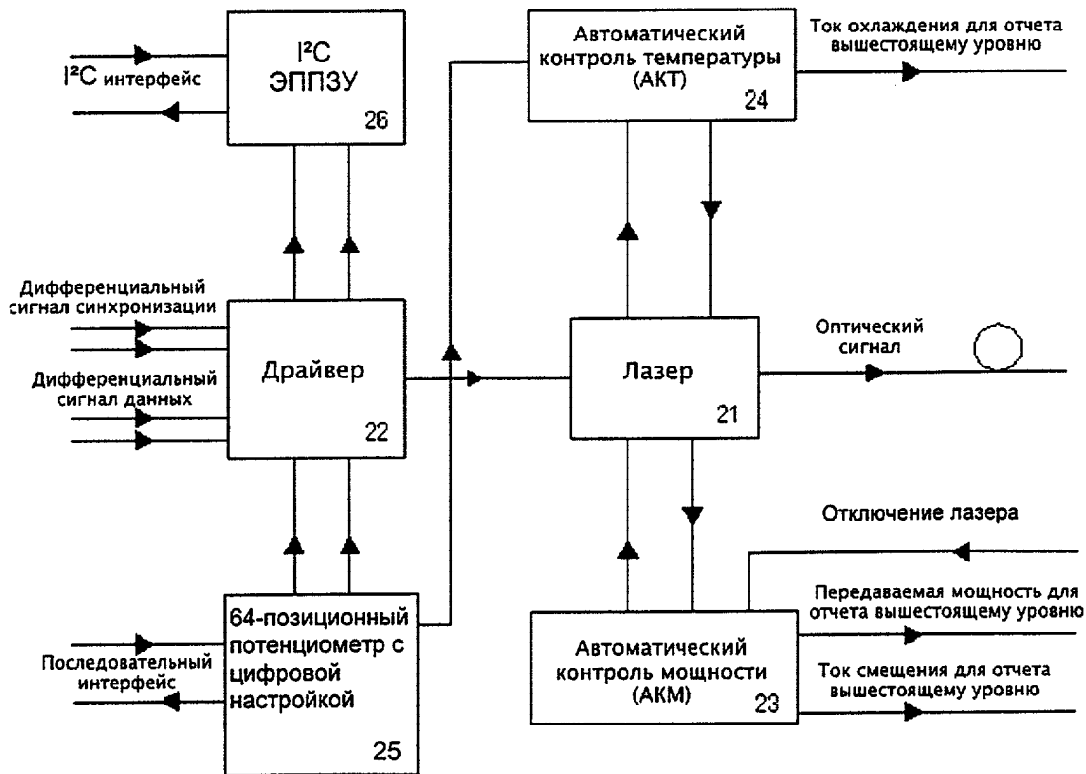 I²C интерфейс
I²C
ЭППЗУ
26
Автоматический
контроль температуры
(АКТ)
24
Ток охлаждения для отчета
вышестоящему уровню
Дифференциальный
сигнал синхронизации
Дифференциальный
сигнал данных
Драйвер
22
Лазер
21
Оптический
сигнал
Отключение лазера
Передаваемая мощность для
отчета вышестоящему уровню
Ток смещения для отчета
вышестоящему уровню
Автоматический
контроль мощности
(АКМ)
23
64-позиционный
потенциометр с
цифровой
настройкой
25
Последовательный
интерфейс